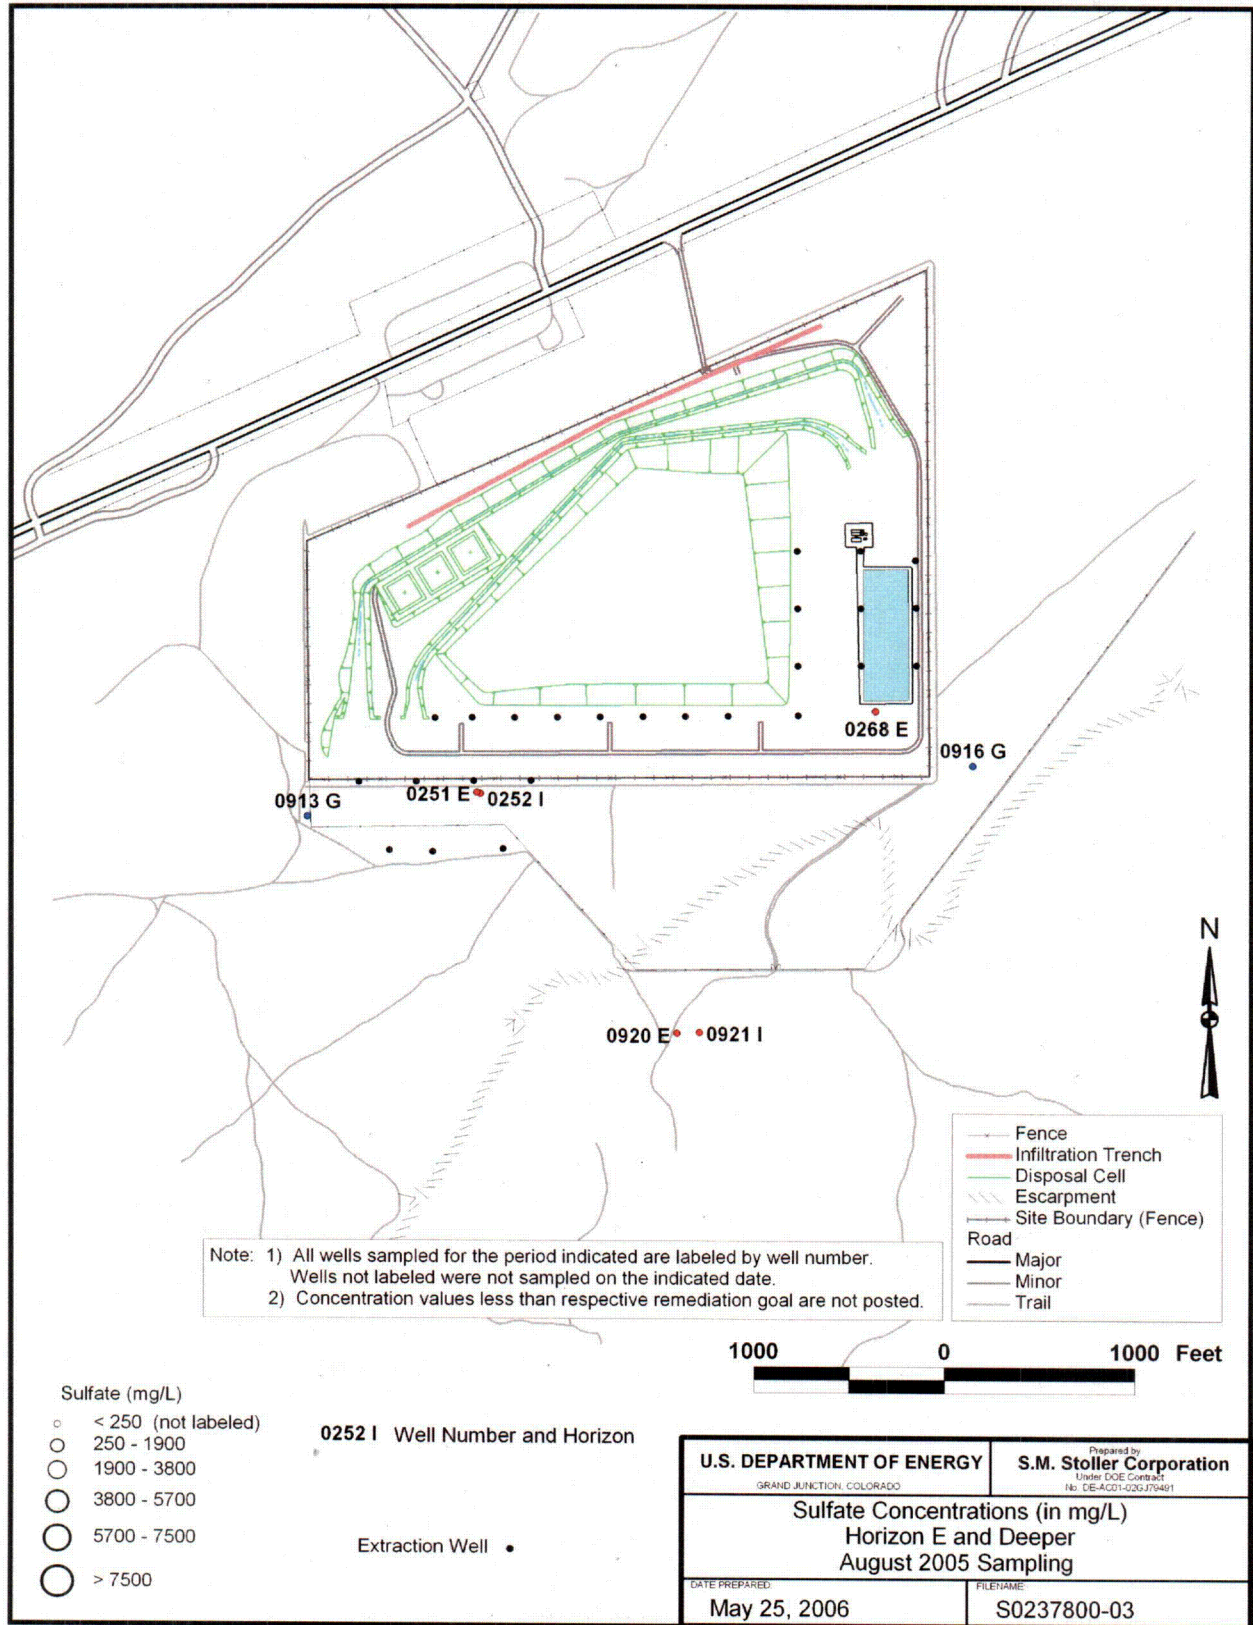 0268 E
0916 G
0913 G
0251 E
0252 I
0920 E
0921 I
N
Fence
Infiltration Trench
Disposal Cell
Escarpment
Site Boundary (Fence)
Road
Major
Minor
Trail
Note: 1) All wells sampled for the period indicated are labeled by well number.
Wells not labeled were not sampled on the indicated date.
2) Concentration values less than respective remediation goal are not posted.
1000 0 1000 Feet
Sulfate (mg/L)
< 250 (not labeled)
250 - 1900
1900 - 3800
3800 - 5700
5700 - 7500
> 7500
0252 I Well Number and Horizon
Extraction Well
U.S. DEPARTMENT OF ENERGY
GRAND JUNCTION, COLORADO
Prepared by
S.M. Stoller Corporation
Under DOE Contract
No. DE-AC01-02GJ79491
Sulfate Concentrations (in mg/L)
Horizon E and Deeper
August 2005 Sampling
DATE PREPARED:
May 25, 2006
FILENAME:
S0237800-03